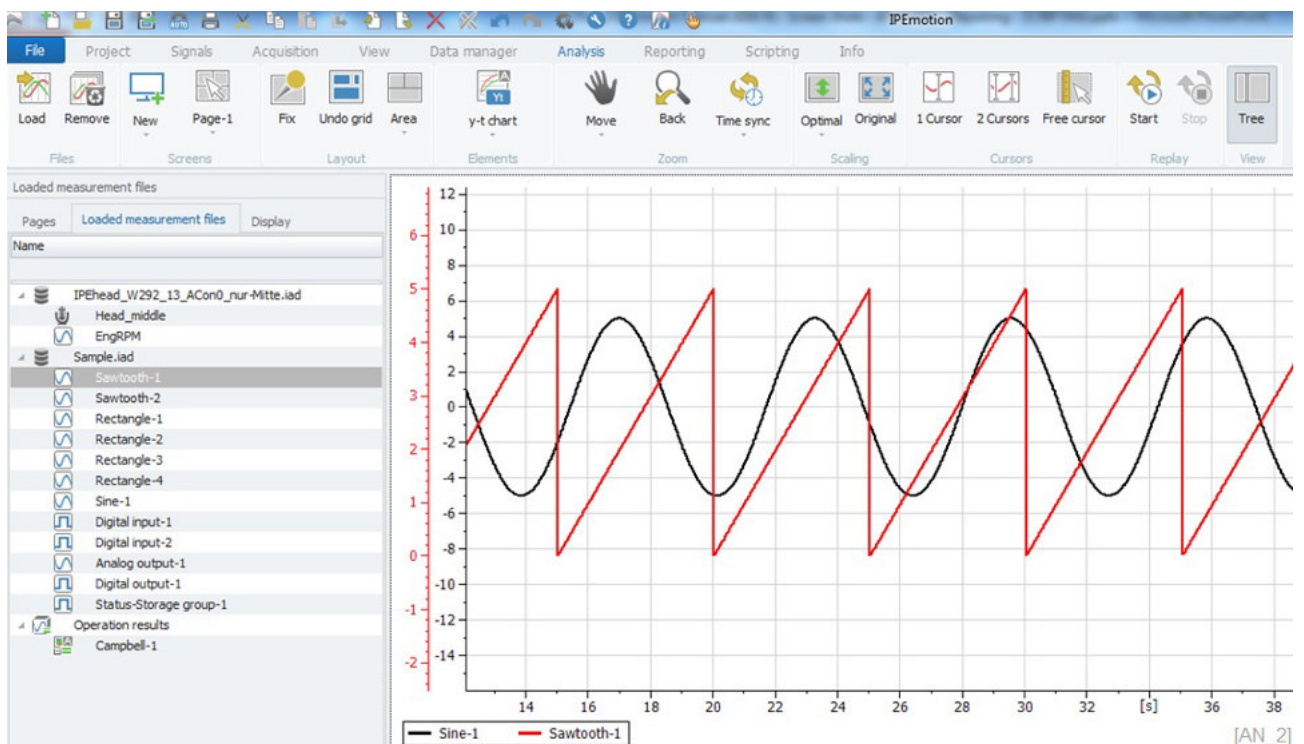 IPEmotion
File Project Signals Acquisition View Data manager Analysis Reporting Scripting Info
Load Remove New Page-1 Fix Undo grid Area y-t chart Move Back Time sync Optimal Original 1 Cursor 2 Cursors Free cursor Start Stop Tree
Files Screens Layout Elements Zoom Scaling Cursors Replay View
Loaded measurement files
Pages Loaded measurement files Display
Name
IPEhead_W292_13_ACon0_nur-Mitte.iad
Head_middle
EngRPM
Sample.iad
Sawtooth-1
Sawtooth-2
Rectangle-1
Rectangle-2
Rectangle-3
Rectangle-4
Sine-1
Digital input-1
Digital input-2
Analog output-1
Digital output-1
Status-Storage group-1
Operation results
Campbell-1
6
5
4
3
2
1
0
-1
-2
12
10
8
6
4
2
0
-2
-4
-6
-8
-10
-12
-14
14 16 18 20 22 24 26 28 30 32 [s] 36 38
Sine-1 Sawtooth-1
[AN_2]